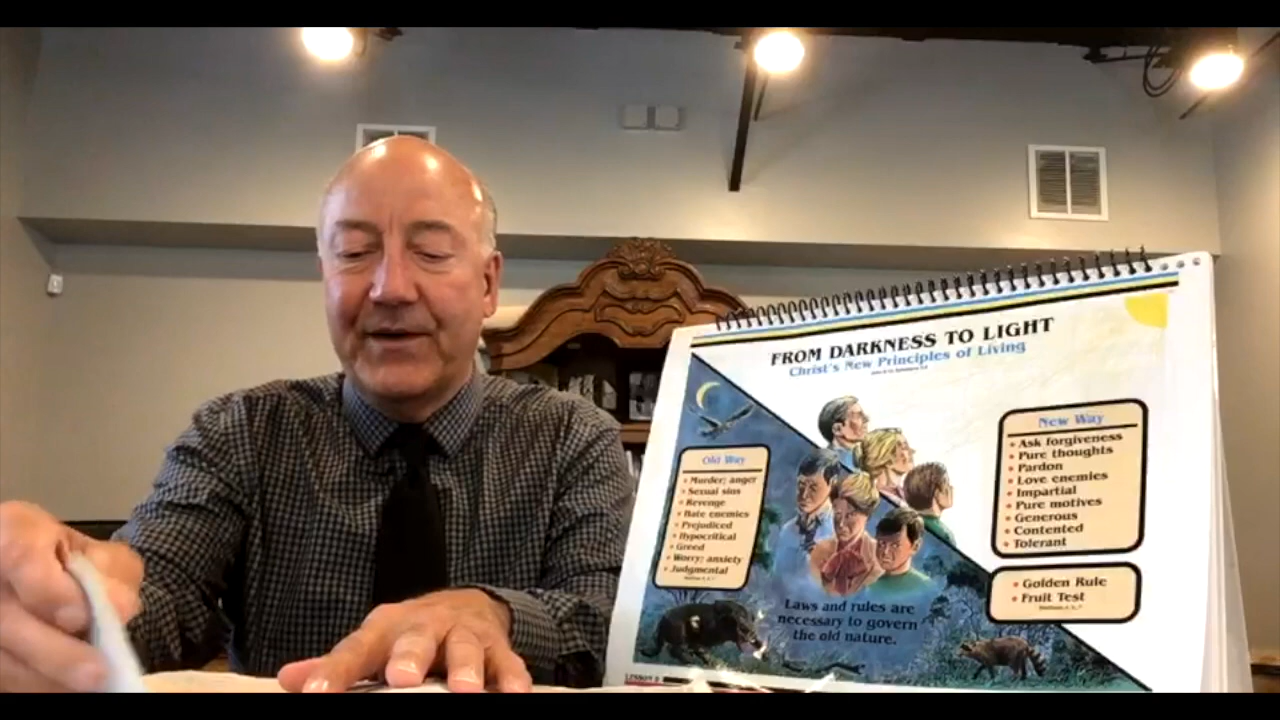 FROM DARKNESS TO LIGHT
Christ's New Principles of Living
Old Way
• Murder; anger
• Sexual sins
• Revenge
• Hate enemies
• Prejudiced
• Hypocritical
• Greed
• Worry; anxiety
• Judgmental
New Way
• Ask forgiveness
• Pure thoughts
• Pardon
• Love enemies
• Impartial
• Pure motives
• Generous
• Contented
• Tolerant
• Golden Rule
• Fruit Test
Laws and rules are
necessary to govern
the old nature.
LESSON